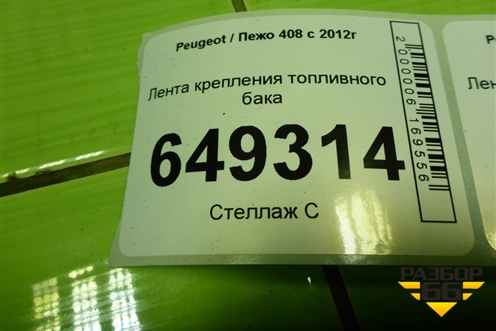 Peugeot / Пежо 408 с 2012г
Лента крепления топливного
бака
649314
Стеллаж С
2000006169556
Р
Лен
РАЗБОР
66